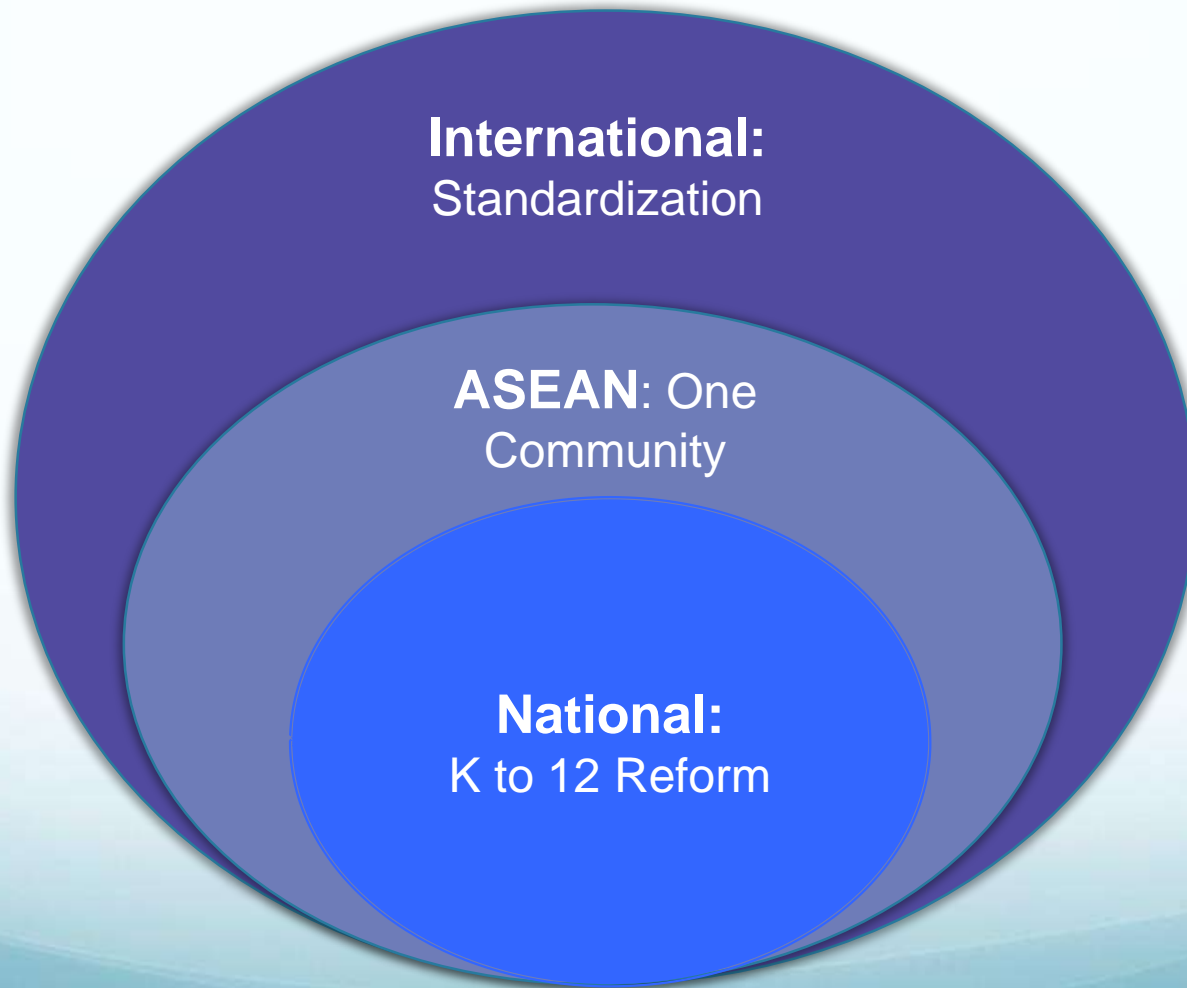 International:
Standardization
ASEAN: One
Community
National:
K to 12 Reform